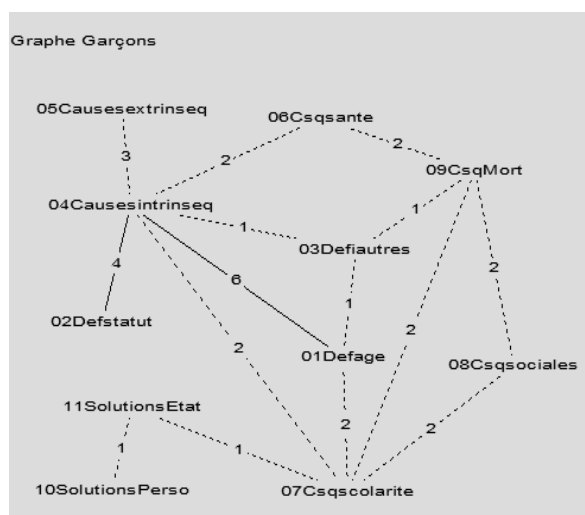 Graphe Garçons
05Causesextrinseq
06Csqsante
2
2
3
09CsqMort
04Causesintrinseq
1
1
03Defiautres
4
6
2
1
02Defstatut
2
2
01Defage
08Csqsociales
11SolutionsEtat
2
2
1
1
10SolutionsPerso
07Csqscolarite